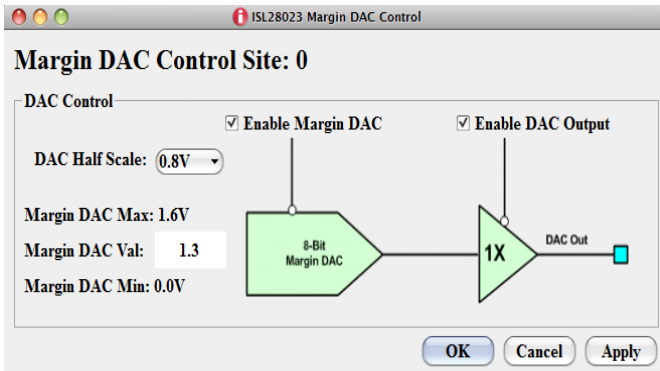 ISL28023 Margin DAC Control
Margin DAC Control Site: 0
DAC Control
Enable Margin DAC
Enable DAC Output
DAC Half Scale: 0.8V
Margin DAC Max: 1.6V
Margin DAC Val: 1.3
Margin DAC Min: 0.0V
8-Bit
Margin DAC
1X
DAC Out
OK
Cancel
Apply